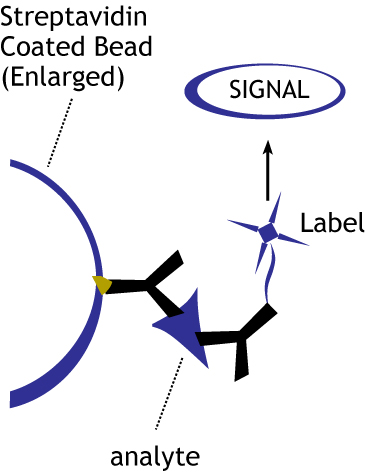 Streptavidin
Coated Bead
(Enlarged)
SIGNAL
Label
analyte